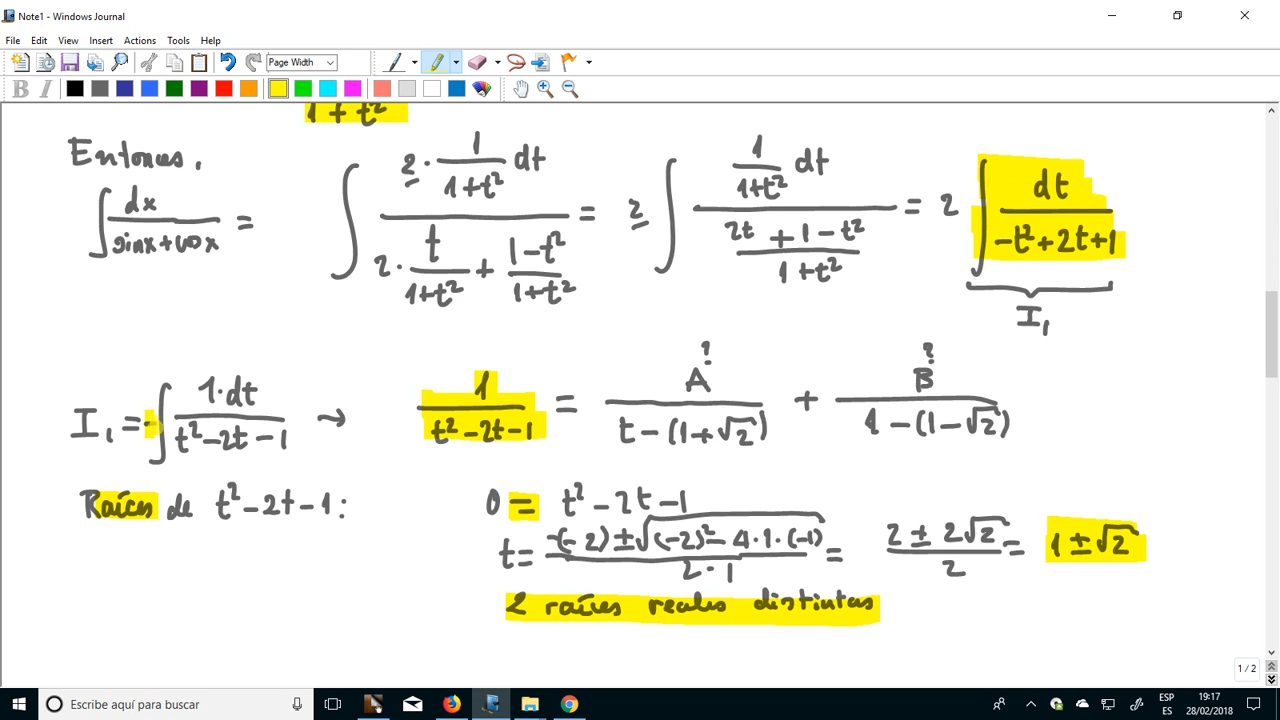 Note1 - Windows Journal
File Edit View Insert Actions Tools Help
Page Width
B I
1 + t²
Entonces,
∫ dx/(sinx+cosx) = ∫ (2 · 1/(1+t²) dt)/(2 · t/(1+t²) + (1-t²)/(1+t²)) = 2 ∫ (1/(1+t²) dt)/((2t + 1 - t²)/(1+t²)) = 2 ∫ dt/(-t²+2t+1)
I₁
I₁ = -∫ 1·dt/(t²-2t-1) → 1/(t²-2t-1) = A?/(t-(1+√2)) + B?/(1-(1-√2))
Raíces de t²-2t-1: 0 = t²-2t-1
t = (-(-2) ± √((-2)²-4·1·(-1)))/(2·1) = (2 ± 2√2)/2 = 1±√2
2 raíces reales distintas
1 / 2
Escribe aquí para buscar
ESP
ES
19:17
28/02/2018